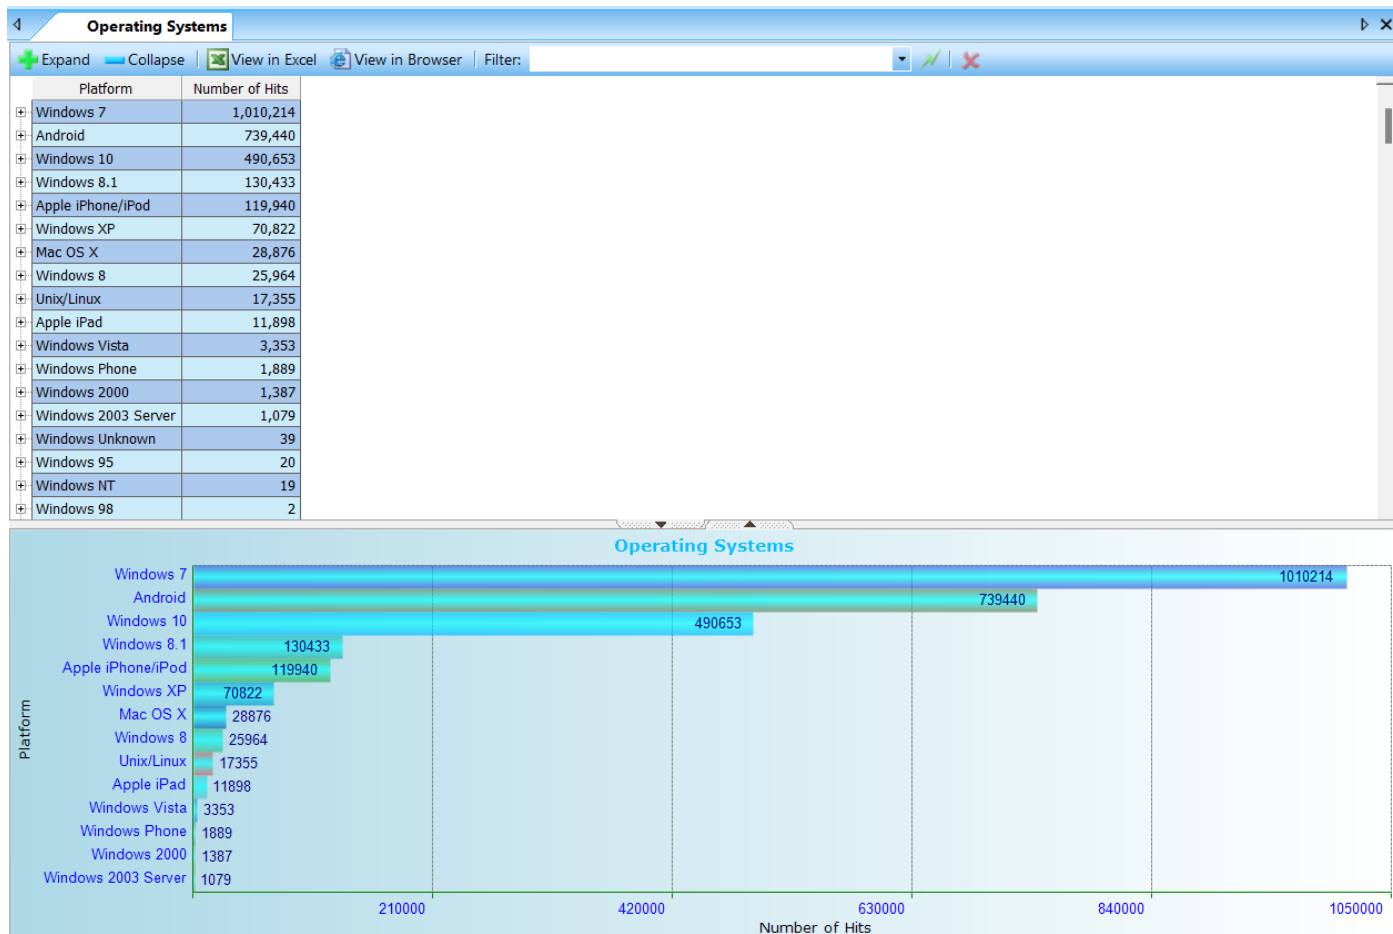 Operating Systems
Expand Collapse View in Excel View in Browser Filter:
Platform Number of Hits
Windows 7 1,010,214
Android 739,440
Windows 10 490,653
Windows 8.1 130,433
Apple iPhone/iPod 119,940
Windows XP 70,822
Mac OS X 28,876
Windows 8 25,964
Unix/Linux 17,355
Apple iPad 11,898
Windows Vista 3,353
Windows Phone 1,889
Windows 2000 1,387
Windows 2003 Server 1,079
Windows Unknown 39
Windows 95 20
Windows NT 19
Windows 98 2
Operating Systems
Windows 7 1010214
Android 739440
Windows 10 490653
Windows 8.1 130433
Apple iPhone/iPod 119940
Windows XP 70822
Mac OS X 28876
Windows 8 25964
Unix/Linux 17355
Apple iPad 11898
Windows Vista 3353
Windows Phone 1889
Windows 2000 1387
Windows 2003 Server 1079
Platform
210000 420000 630000 840000 1050000
Number of Hits